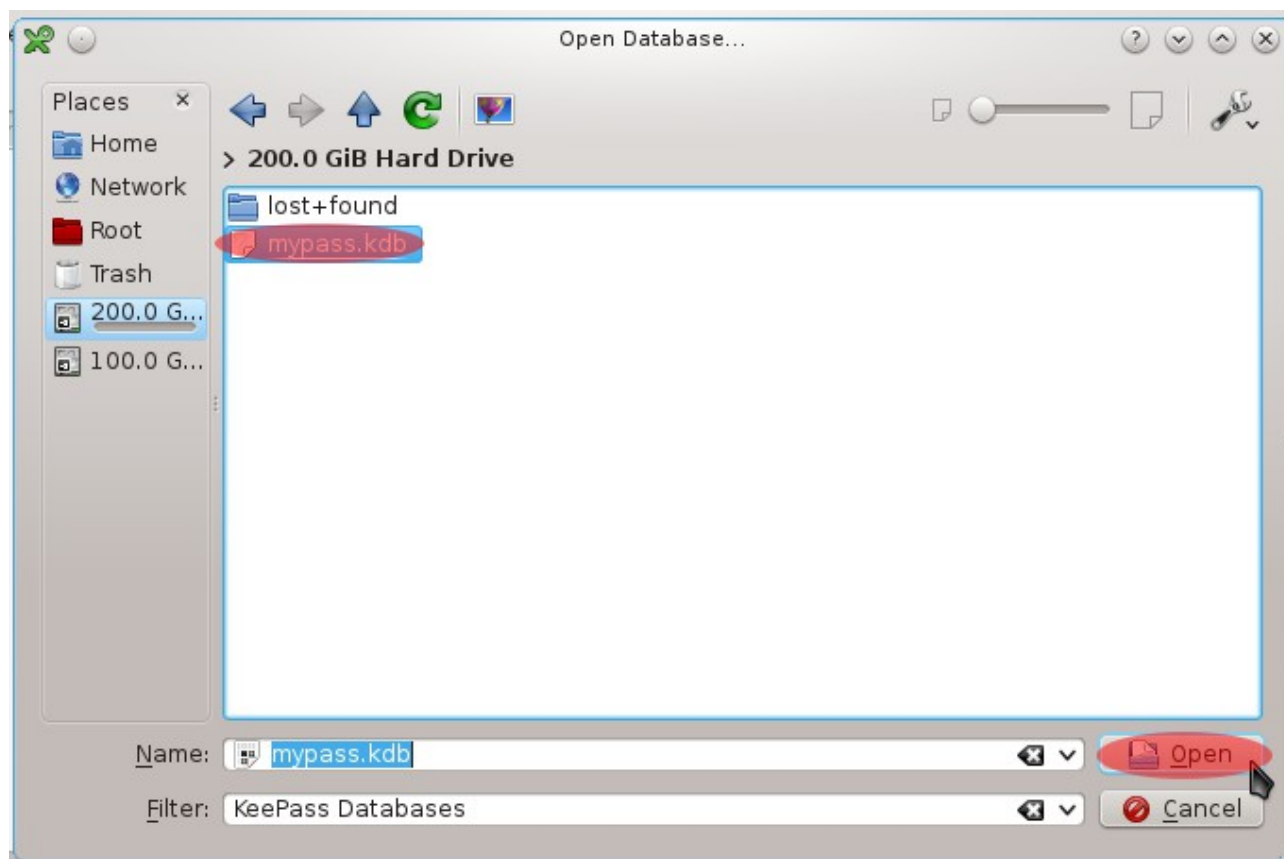 Open Database...
Places
Home
Network
Root
Trash
200.0 G...
100.0 G...
> 200.0 GiB Hard Drive
lost+found
mypass.kdb
Name: mypass.kdb Open
Filter: KeePass Databases Cancel